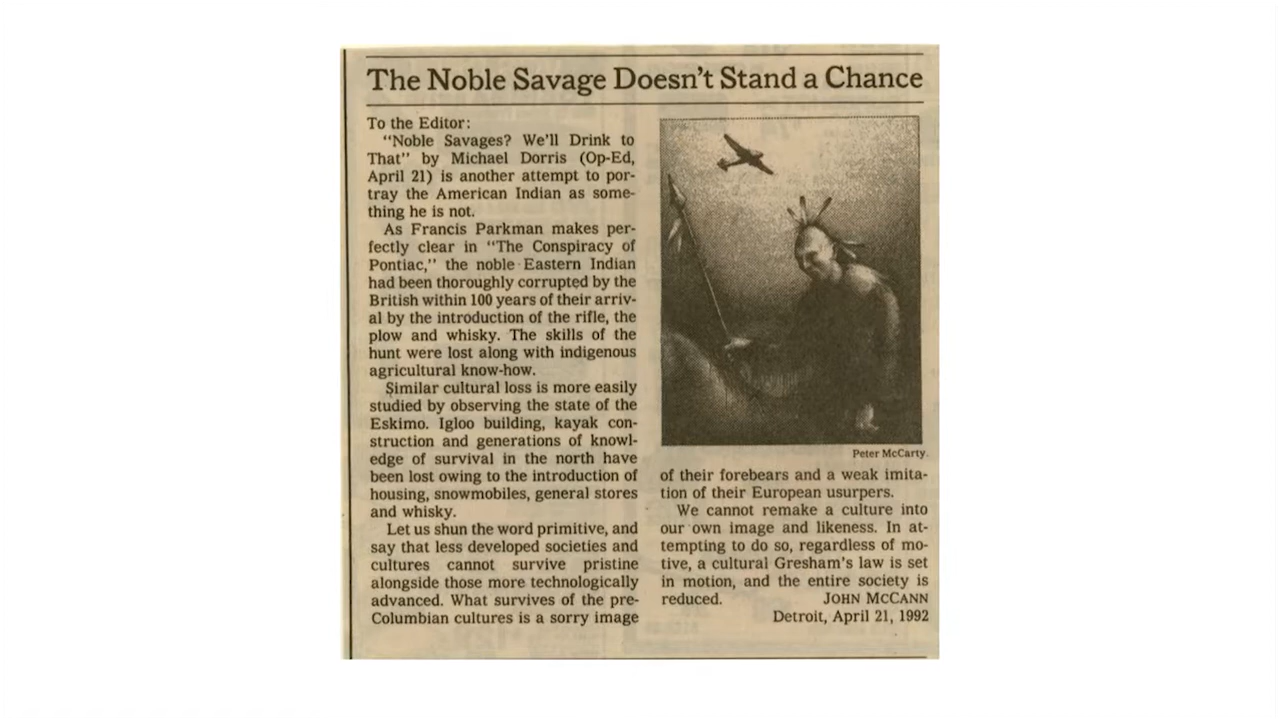 The Noble Savage Doesn't Stand a Chance
To the Editor:
"Noble Savages? We'll Drink to
That" by Michael Dorris (Op-Ed,
April 21) is another attempt to por-
tray the American Indian as some-
thing he is not.
As Francis Parkman makes per-
fectly clear in "The Conspiracy of
Pontiac," the noble Eastern Indian
had been thoroughly corrupted by the
British within 100 years of their arriv-
al by the introduction of the rifle, the
plow and whisky. The skills of the
hunt were lost along with indigenous
agricultural know-how.
Similar cultural loss is more easily
studied by observing the state of the
Eskimo. Igloo building, kayak con-
struction and generations of knowl-
edge of survival in the north have
been lost owing to the introduction of
housing, snowmobiles, general stores
and whisky.
Let us shun the word primitive, and
say that less developed societies and
cultures cannot survive pristine
alongside those more technologically
advanced. What survives of the pre-
Columbian cultures is a sorry image
Peter McCarty.
of their forebears and a weak imita-
tion of their European usurpers.
We cannot remake a culture into
our own image and likeness. In at-
tempting to do so, regardless of mo-
tive, a cultural Gresham's law is set
in motion, and the entire society is
reduced. JOHN MCCANN
Detroit, April 21, 1992